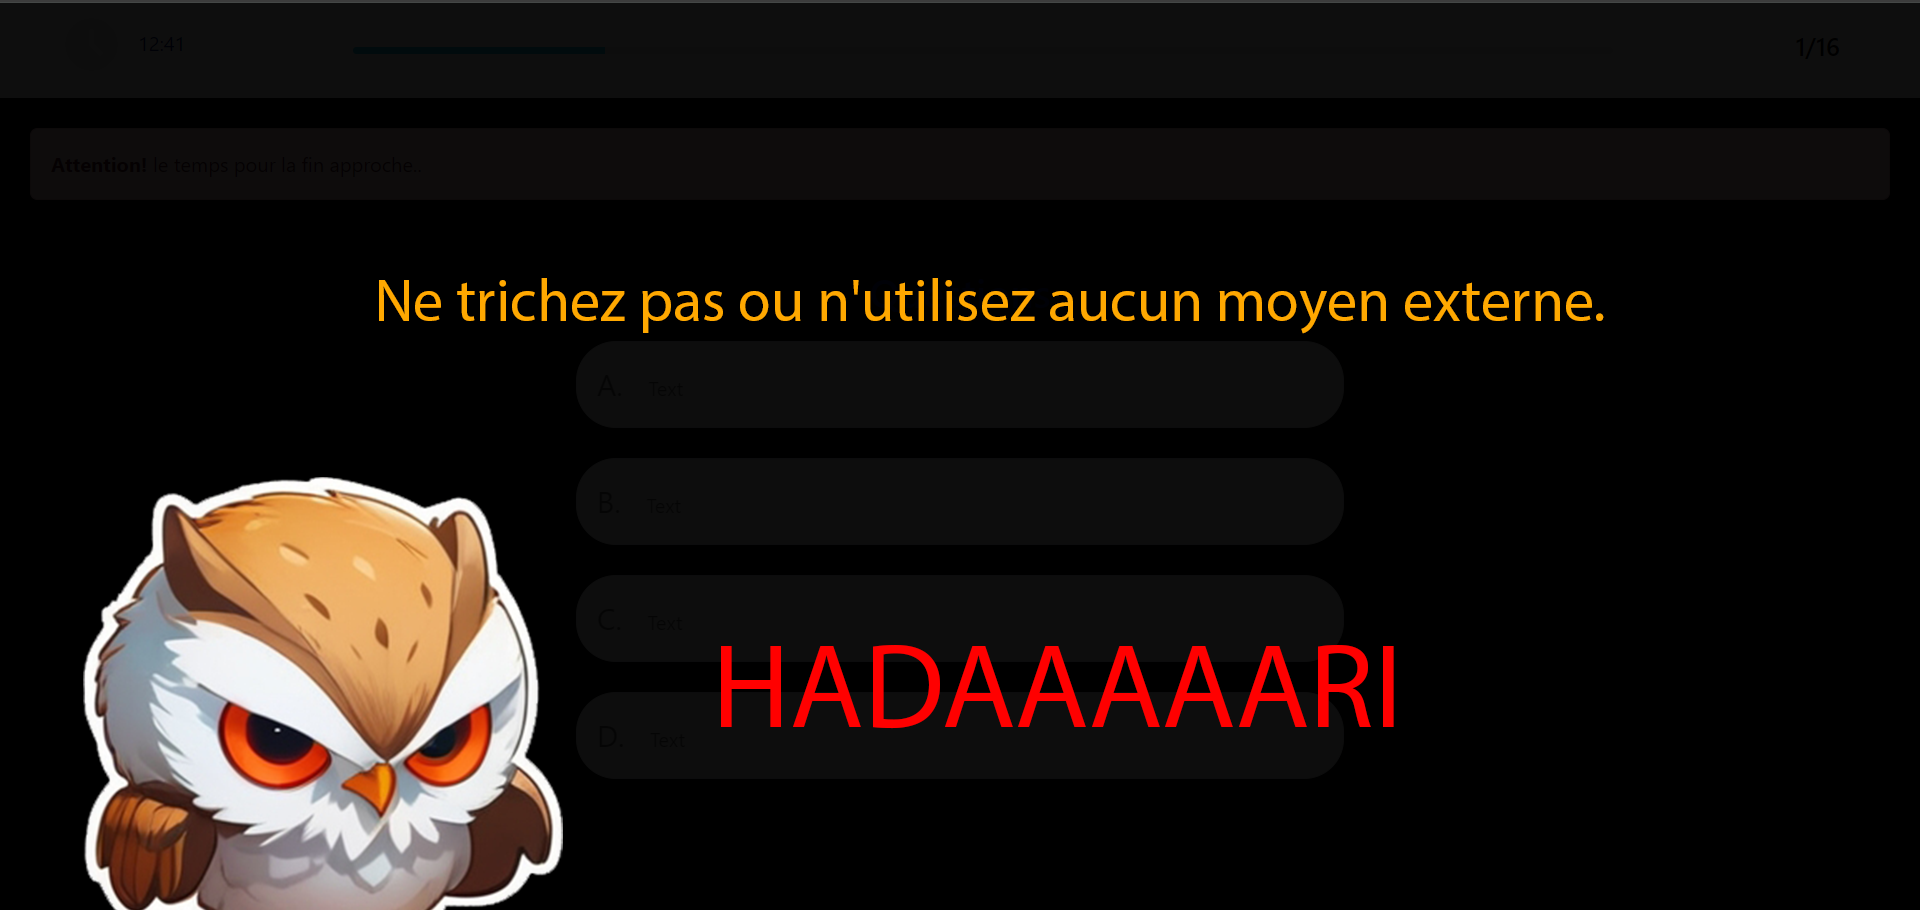 12:41
1/16
Attention! le temps pour la fin approche..
Ne trichez pas ou n'utilisez aucun moyen externe.
A. Text
B. Text
C. Text
D. Text
HADAAAAARI